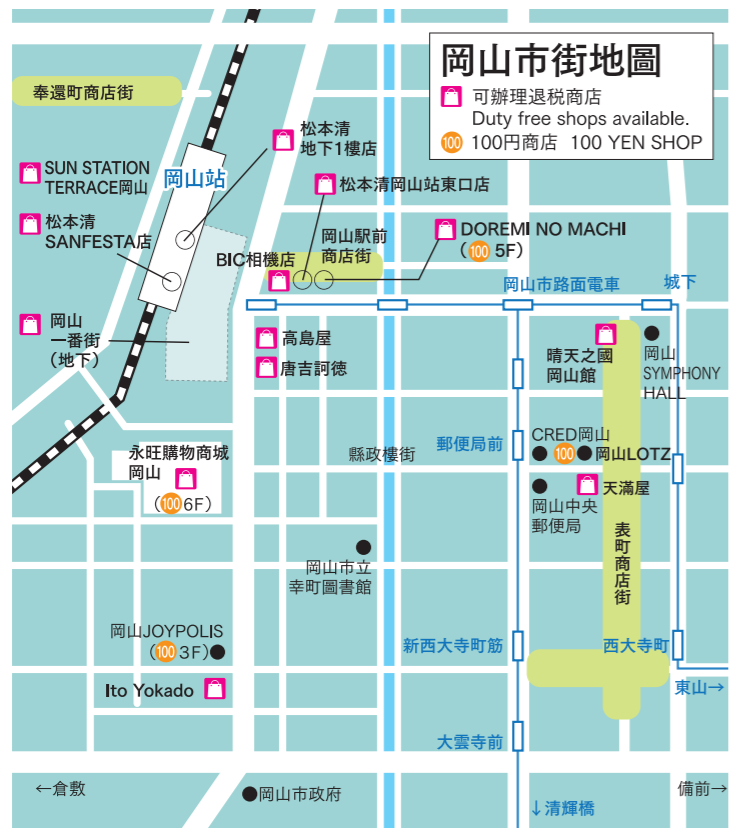 岡山市街地圖
可辦理退税商店
Duty free shops available.
100 100円商店 100 YEN SHOP
奉還町商店街
松本清
地下1樓店
SUN STATION
TERRACE岡山
岡山站
松本清岡山站東口店
松本清
SANFESTA店
岡山駅前
商店街
DOREMI NO MACHI
(100 5F)
BIC相機店
岡山市路面電車
城下
岡山
一番街
(地下)
高島屋
唐吉訶徳
晴天之國
岡山館
岡山
SYMPHONY
HALL
永旺購物商城
岡山
(100 6F)
縣政樓街
郵便局前
CRED岡山
100 岡山LOTZ
天滿屋
岡山中央
郵便局
表町商店街
岡山市立
幸町圖書館
岡山JOYPOLIS
(100 3F)
新西大寺町筋
西大寺町
Ito Yokado
東山→
大雲寺前
←倉敷
岡山市政府
備前→
↓清輝橋